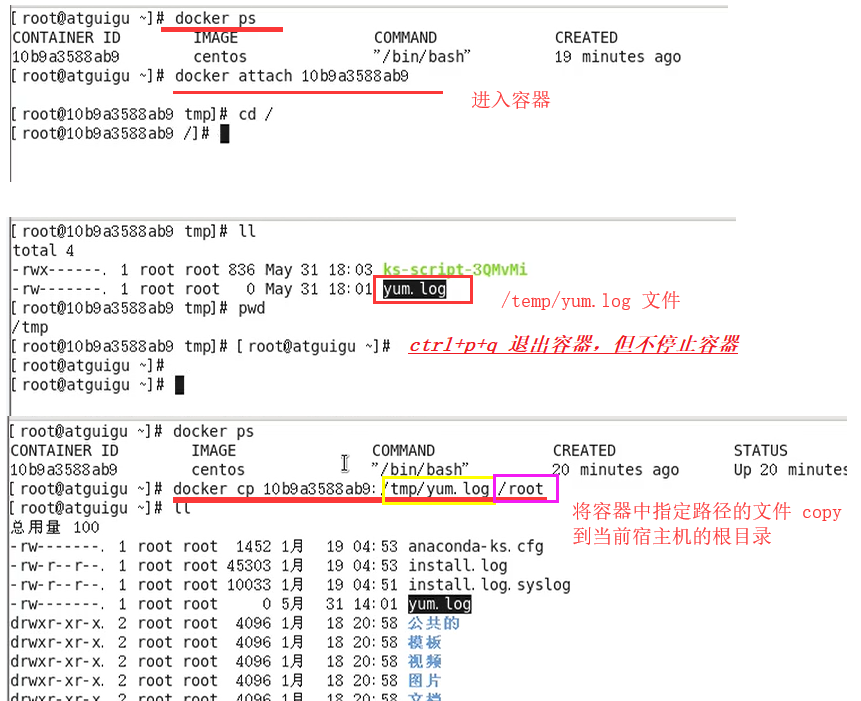 [root@atguigu ~]# docker ps
CONTAINER ID IMAGE COMMAND CREATED
10b9a3588ab9 centos "/bin/bash" 19 minutes ago
[root@atguigu ~]# docker attach 10b9a3588ab9
进入容器
[root@10b9a3588ab9 tmp]# cd /
[root@10b9a3588ab9 /]#
[root@10b9a3588ab9 tmp]# ll
total 4
-rwx------. 1 root root 836 May 31 18:03 ks-script-3QMvMi
-rw-------. 1 root root 0 May 31 18:01 yum.log
/temp/yum.log 文件
[root@10b9a3588ab9 tmp]# pwd
/tmp
[root@10b9a3588ab9 tmp]# [root@atguigu ~]# ctrl+p+q 退出容器，但不停止容器
[root@atguigu ~]#
[root@atguigu ~]#
[root@atguigu ~]# docker ps
CONTAINER ID IMAGE COMMAND CREATED STATUS
10b9a3588ab9 centos "/bin/bash" 20 minutes ago Up 20 minutes
[root@atguigu ~]# docker cp 10b9a3588ab9:/tmp/yum.log /root
[root@atguigu ~]# ll
将容器中指定路径的文件 copy
到当前宿主机的根目录
总用量 100
-rw-------. 1 root root 1452 1月 19 04:53 anaconda-ks.cfg
-rw-r--r--. 1 root root 45303 1月 19 04:53 install.log
-rw-r--r--. 1 root root 10033 1月 19 04:51 install.log.syslog
-rw-------. 1 root root 0 5月 31 14:01 yum.log
drwxr-xr-x. 2 root root 4096 1月 18 20:58 公共的
drwxr-xr-x. 2 root root 4096 1月 18 20:58 模板
drwxr-xr-x. 2 root root 4096 1月 18 20:58 视频
drwxr-xr-x. 2 root root 4096 1月 18 20:58 图片
drwxr-xr-x. 2 root root 4096 1月 18 20:58 文档